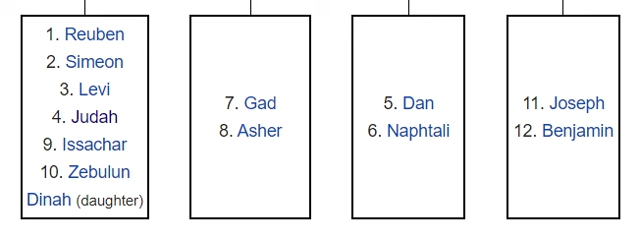 1. Reuben
2. Simeon
3. Levi
4. Judah
9. Issachar
10. Zebulun
Dinah (daughter)
7. Gad
8. Asher
5. Dan
6. Naphtali
11. Joseph
12. Benjamin